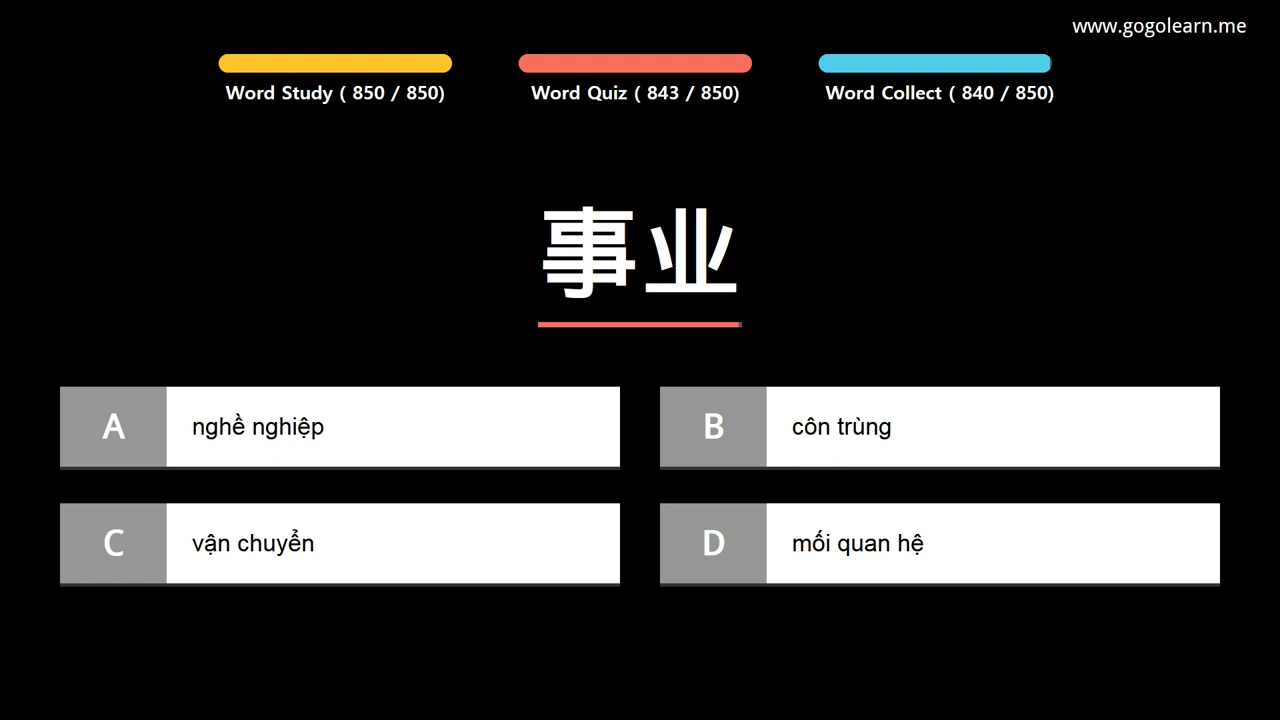 www.gogolearn.me
Word Study ( 850 / 850)
Word Quiz ( 843 / 850)
Word Collect ( 840 / 850)
事业
A
nghề nghiệp
B
côn trùng
C
vận chuyển
D
mối quan hệ